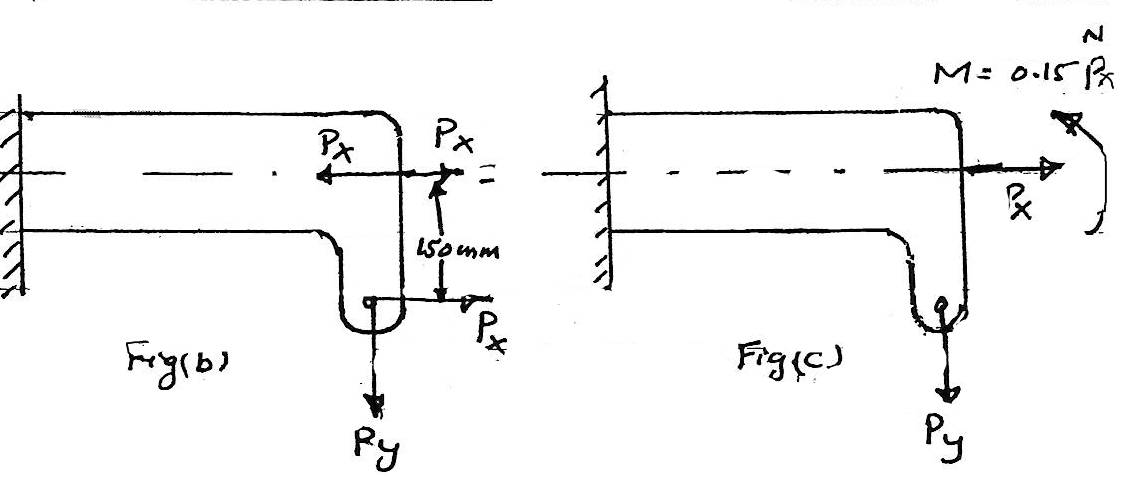 N
M = 0.15 Px
Px
Px
=
150mm
Px
Px
Fig(b)
Fig(c)
Py
Py